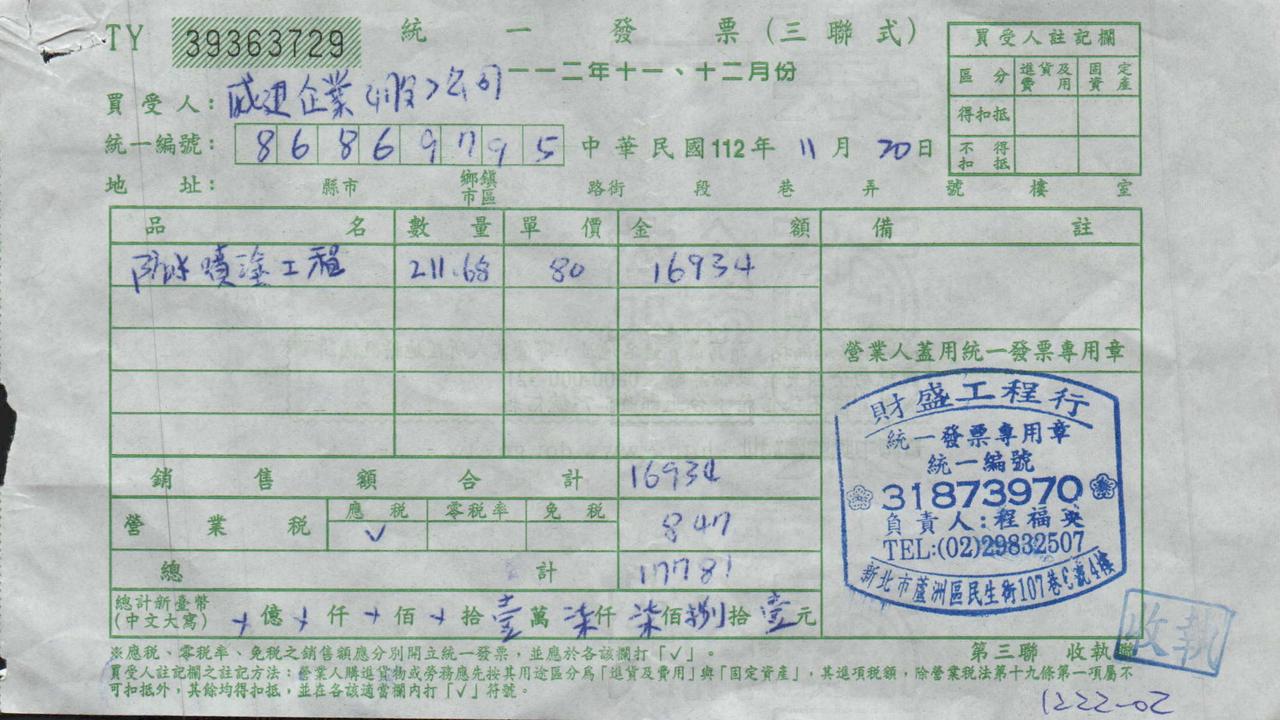 TY 39363729 統一發票(三聯式)
一一二年十一、十二月份
買受人註記欄
區分 進貨及費用 固定資產
得扣抵
不得扣抵
買受人: 威迅企業(股)公司
統一編號: 86869795 中華民國112年 11月 20日
地址: 縣市 鄉鎮市區 路街 段 巷 弄 號 樓 室
品名 數量 單價 金額 備註
噴塗工程 211.68 80 16934
營業人蓋用統一發票專用章
財盛工程行
統一發票專用章
統一編號
31873970
負責人:程福英
TEL:(02)29832507
新北市蘆洲區民生街107巷C號4樓
銷售額合計 16934
營業稅 應稅 零稅率 免稅 847
√
總計 17781
總計新臺幣
(中文大寫) 億 仟 佰 拾壹萬柒仟柒佰捌拾壹元
※應稅、零稅率、免稅之銷售額應分別開立統一發票,並應於各該欄打「√」。
第三聯 收執聯
收執
買受人註記欄之註記方法:營業人購進貨物或勞務應先按其用途區分為「進貨及費用」與「固定資產」,其進項稅額,除營業稅法第十九條第一項屬不
可扣抵外,其餘均得扣抵,並在各該適當欄內打「√」符號。
1222-02